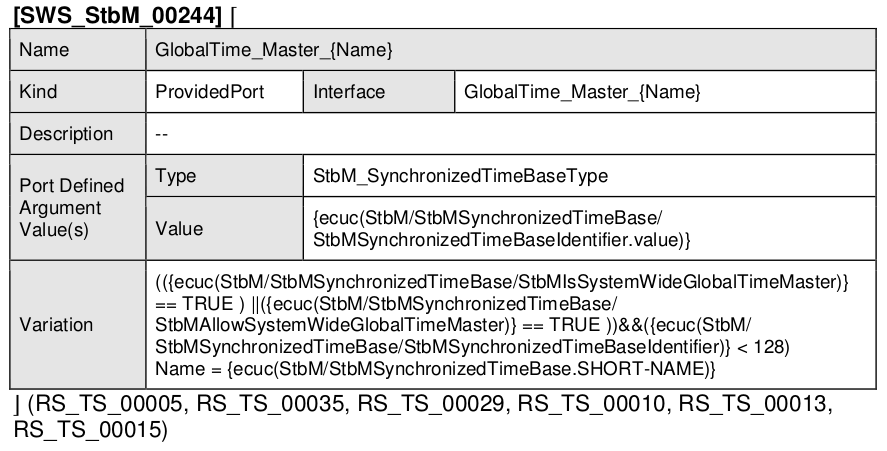 [SWS_StbM_00244] ⌈
Name GlobalTime_Master_{Name}
Kind ProvidedPort Interface GlobalTime_Master_{Name}
Description --
Port Defined
Argument
Value(s)
Type StbM_SynchronizedTimeBaseType
Value {ecuc(StbM/StbMSynchronizedTimeBase/
StbMSynchronizedTimeBaseIdentifier.value)}
Variation
(({ecuc(StbM/StbMSynchronizedTimeBase/StbMIsSystemWideGlobalTimeMaster)}
== TRUE ) ||({ecuc(StbM/StbMSynchronizedTimeBase/
StbMAllowSystemWideGlobalTimeMaster)} == TRUE ))&&({ecuc(StbM/
StbMSynchronizedTimeBase/StbMSynchronizedTimeBaseIdentifier)} < 128)
Name = {ecuc(StbM/StbMSynchronizedTimeBase.SHORT-NAME)}
⌋ (RS_TS_00005, RS_TS_00035, RS_TS_00029, RS_TS_00010, RS_TS_00013,
RS_TS_00015)